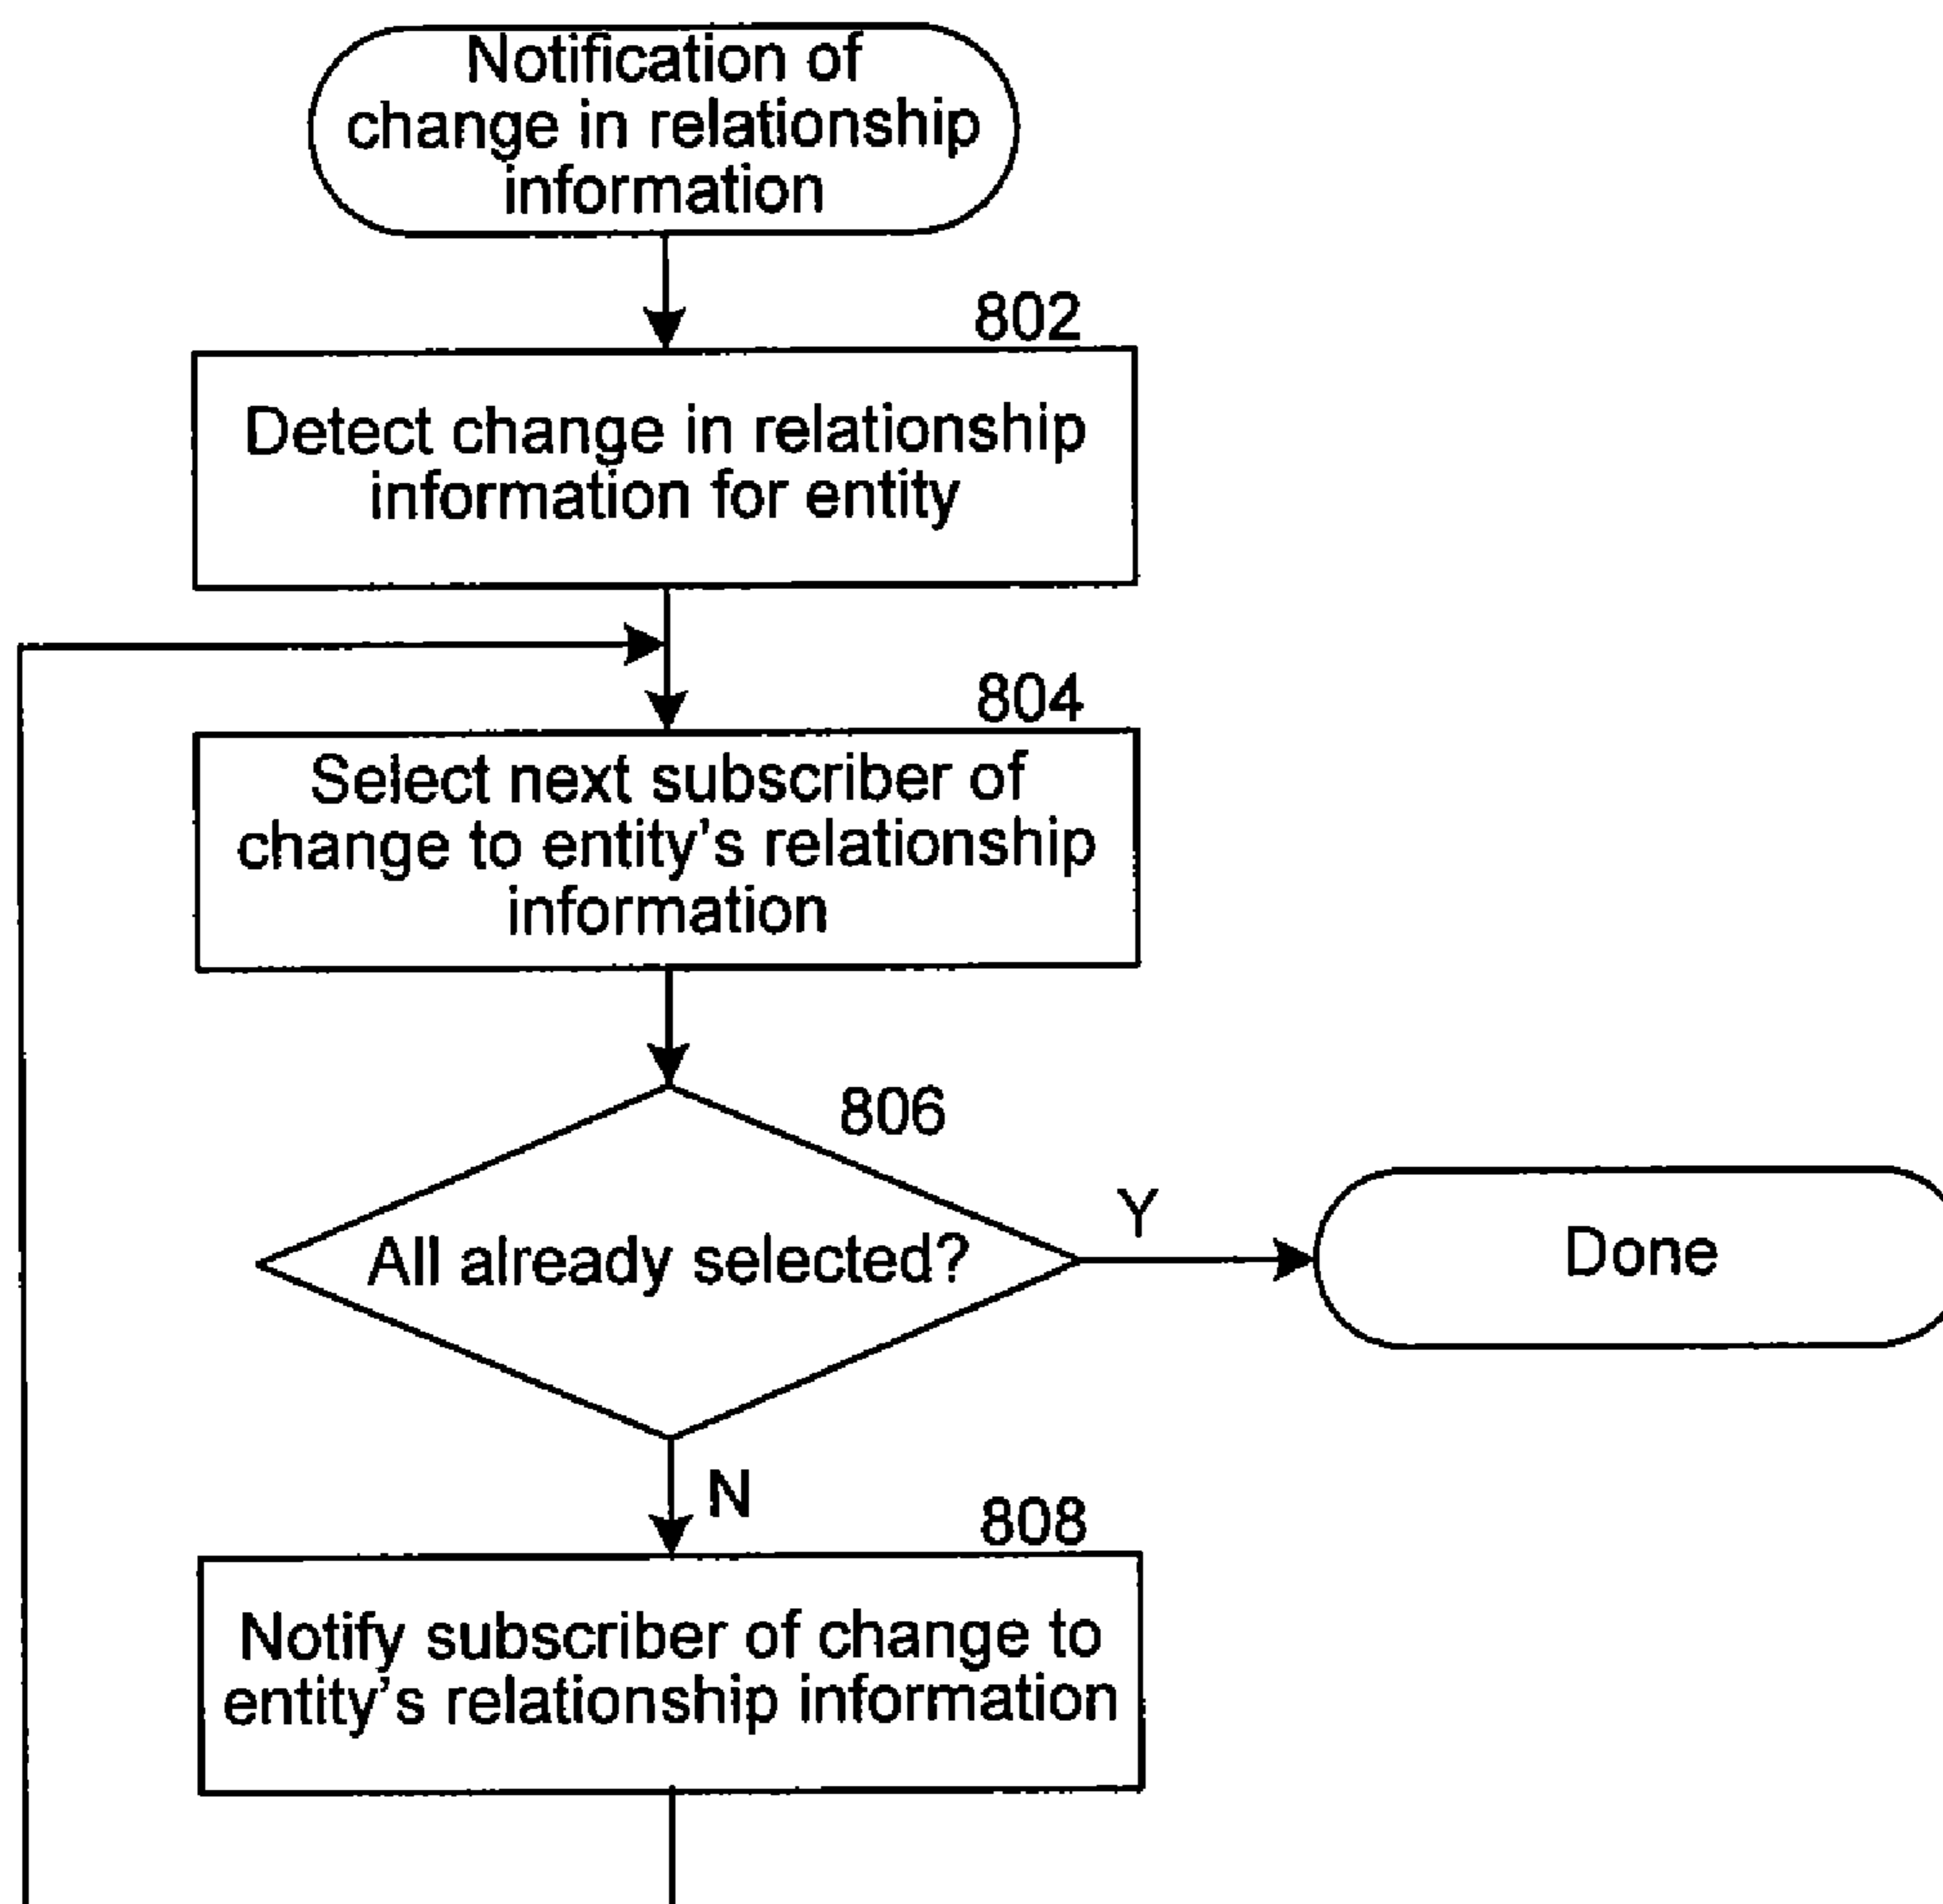 Notification of
change in relationship
information
802
Detect change in relationship
information for entity
804
Select next subscriber of
change to entity's relationship
information
806
All already selected?
Y
Done
N
808
Notify subscriber of change to
entity's relationship information